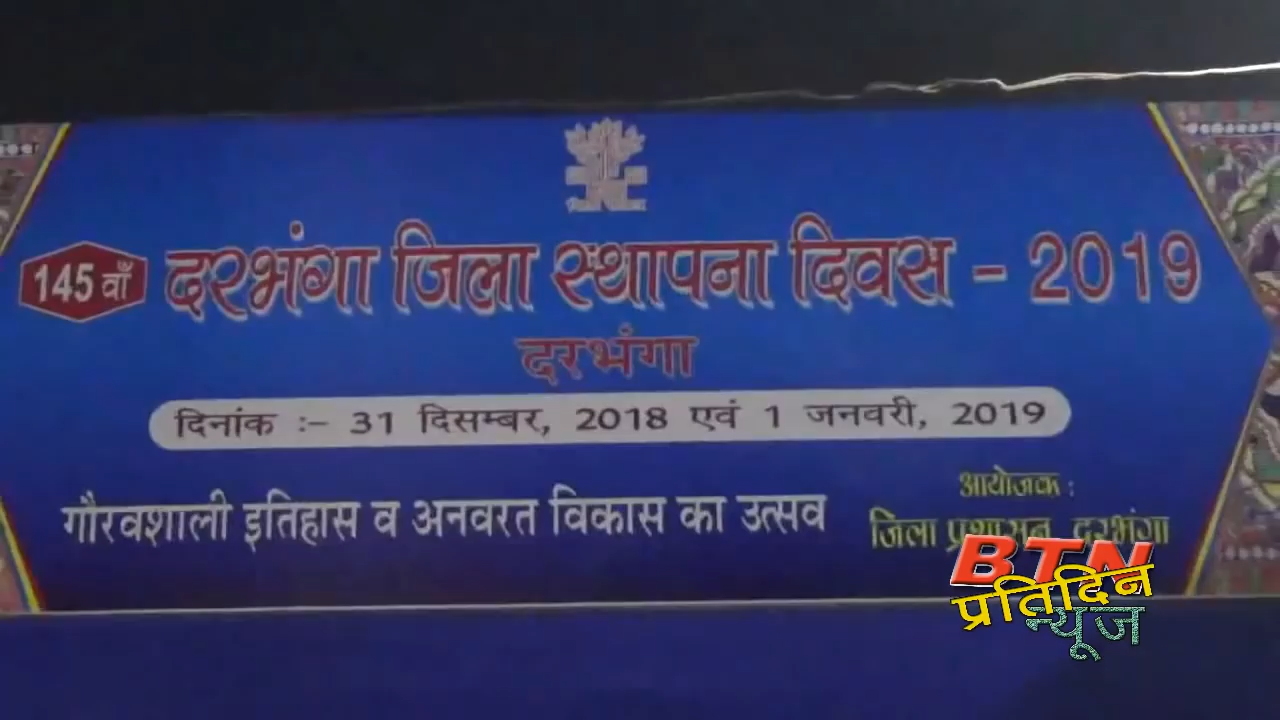 145 वाँ दरभंगा जिला स्थापना दिवस - 2019
दरभंगा
दिनांक :- 31 दिसम्बर, 2018 एवं 1 जनवरी, 2019
गौरवशाली इतिहास व अनवरत विकास का उत्सव
आयोजक :
जिला प्रशासन, दरभंगा
BTN
प्रतिदिन
न्यूज